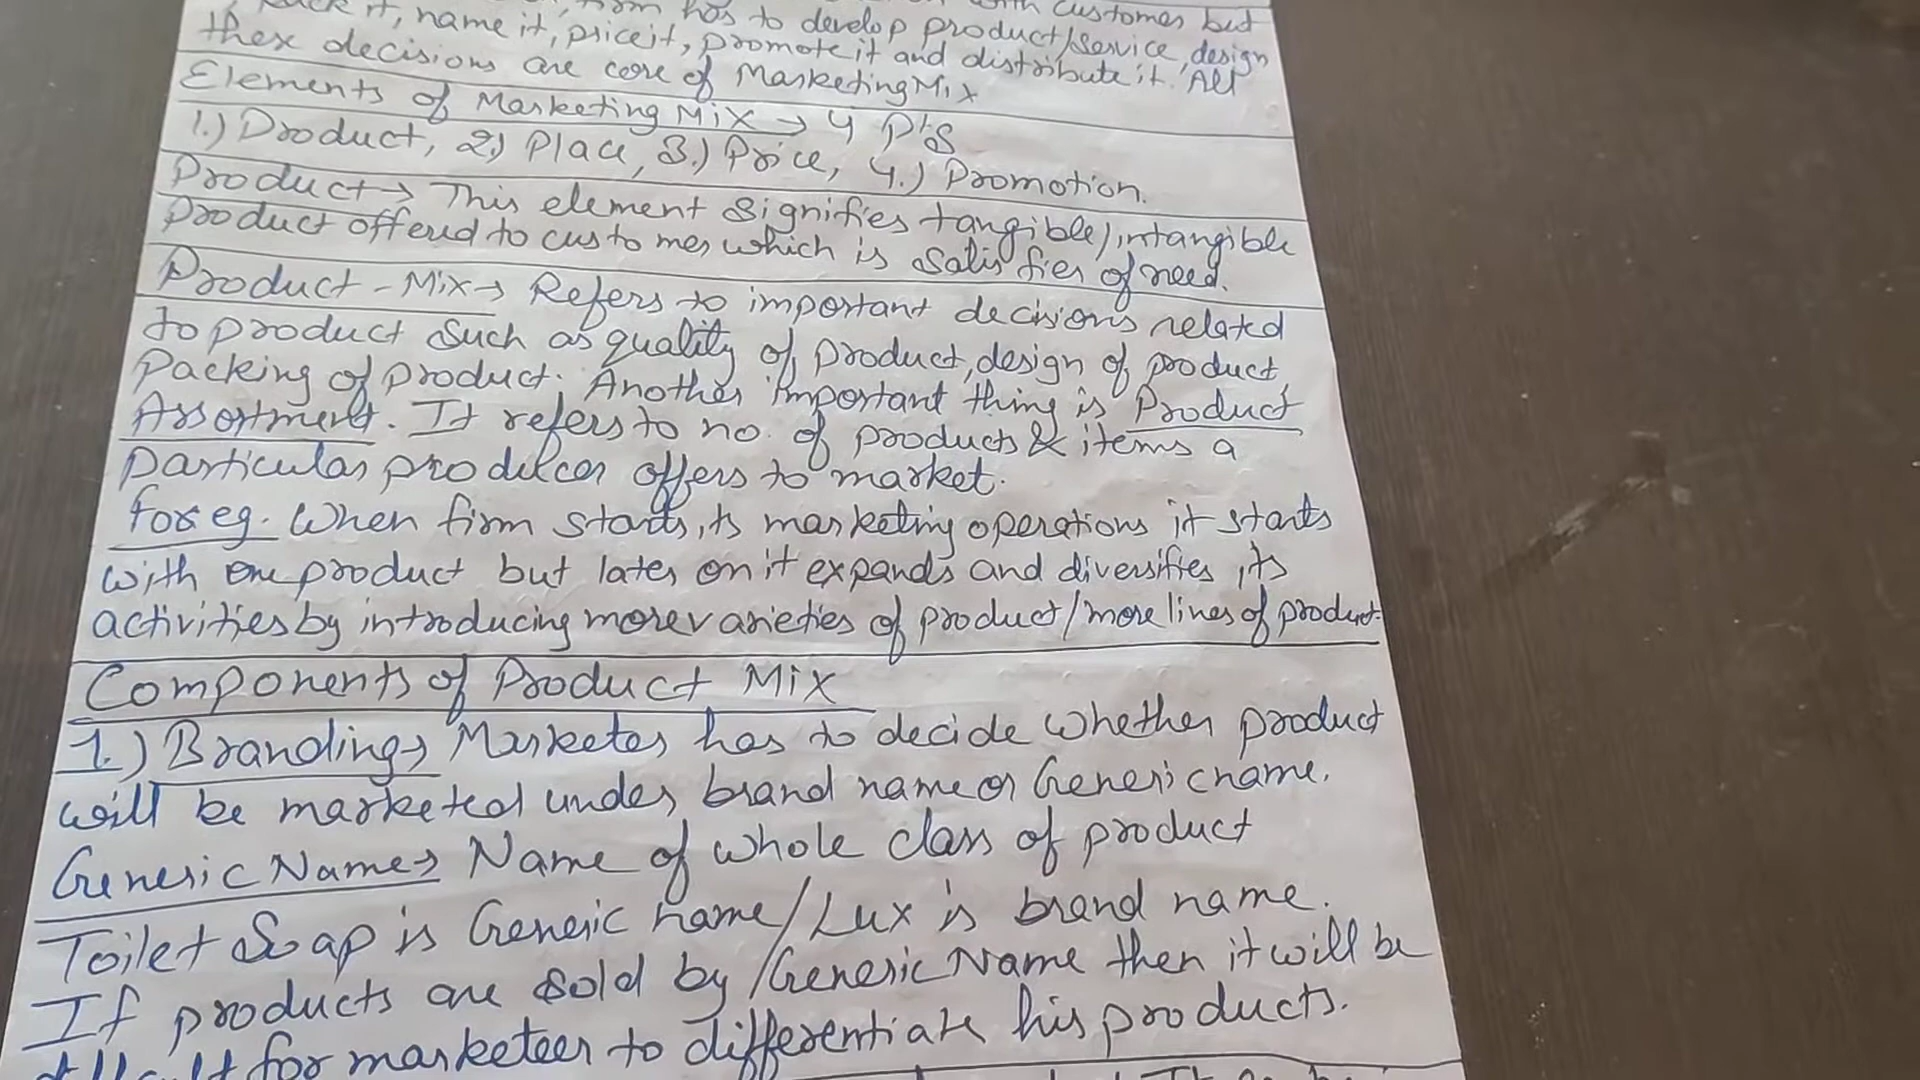 with customer but
it, name it, price it, promote it and distribute it. All
has to develop product/service, design
these decisions are core of Marketing Mix
Elements of Marketing Mix → 4 P's
1.) Product, 2.) Place, 3.) Price, 4.) Promotion.
Product → This element signifies tangible/intangible
product offered to customer which is satisfies of need.
Product-Mix → Refers to important decisions related
to product such as quality of product, design of product,
Packing of product. Another important thing is Product
Assortment. It refers to no. of products & items a
particular producer offers to market.
for eg. When firm starts its marketing operations it starts
with one product but later on it expands and diversifies its
activities by introducing more varieties of product/more lines of product.
Components of Product Mix
1.) Branding → Marketer has to decide whether product
will be marketed under brand name or Generic name.
Generic Name → Name of whole class of product
Toilet Soap is Generic name/Lux is brand name.
If products are sold by /Generic Name then it will be
for marketeer to differentiate his products.